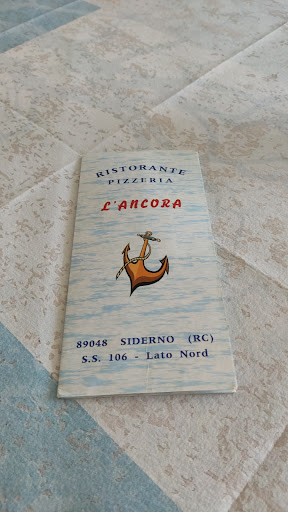 RISTORANTE
PIZZERIA
L'ANCORA
89048 SIDERNO (RC)
S.S. 106 - Lato Nord